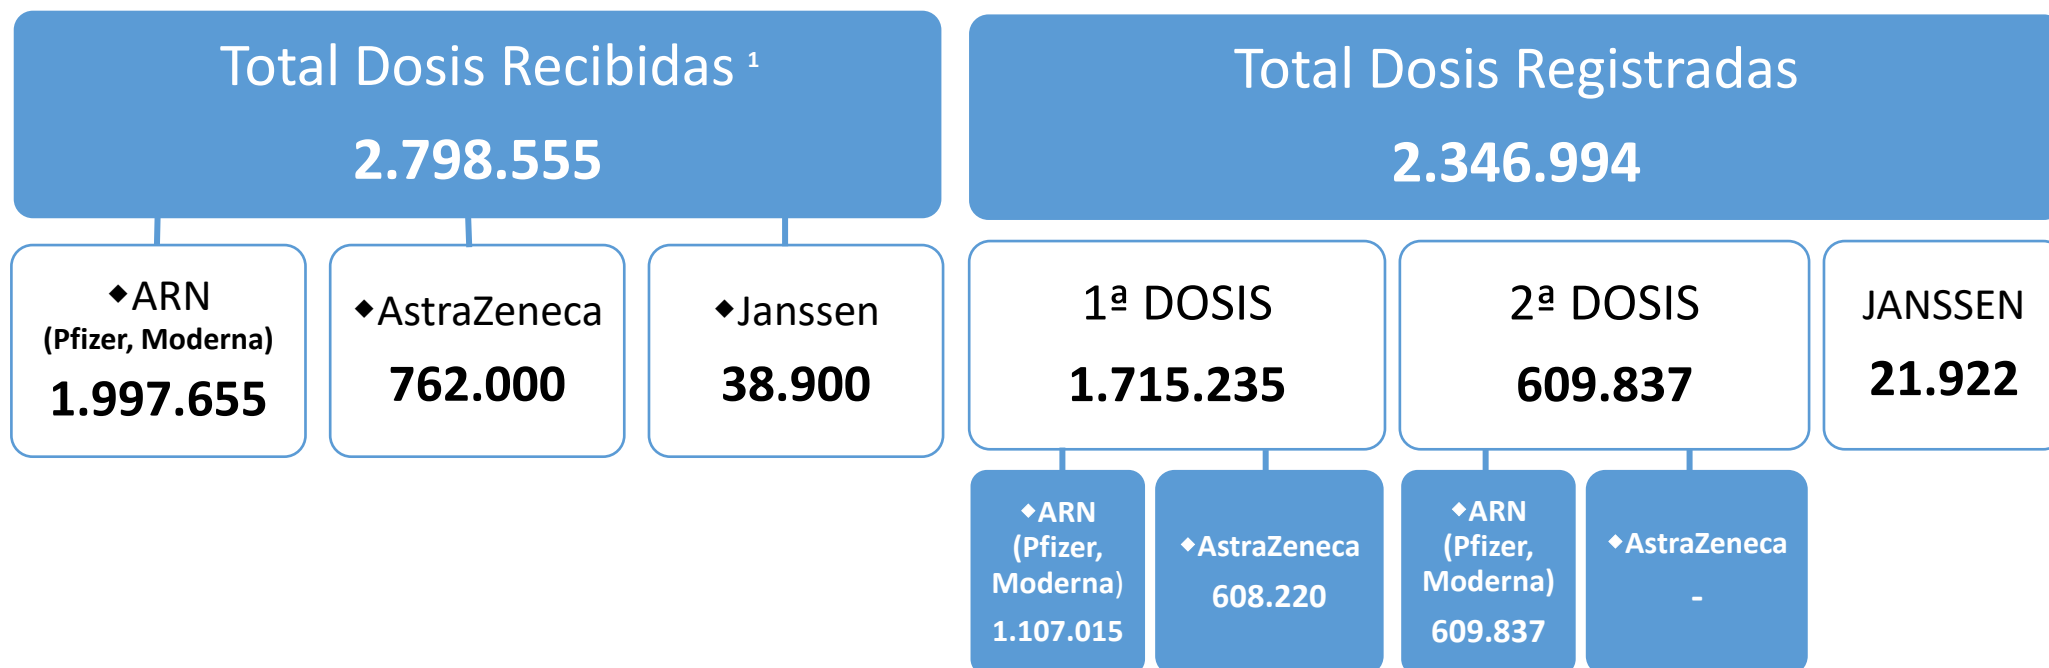 Total Dosis Recibidas ¹
2.798.555
◆ARN
(Pfizer, Moderna)
1.997.655
◆AstraZeneca
762.000
◆Janssen
38.900
Total Dosis Registradas
2.346.994
1ª DOSIS
1.715.235
2ª DOSIS
609.837
JANSSEN
21.922
◆ARN
(Pfizer,
Moderna)
1.107.015
◆AstraZeneca
608.220
◆ARN
(Pfizer,
Moderna)
609.837
◆AstraZeneca
-